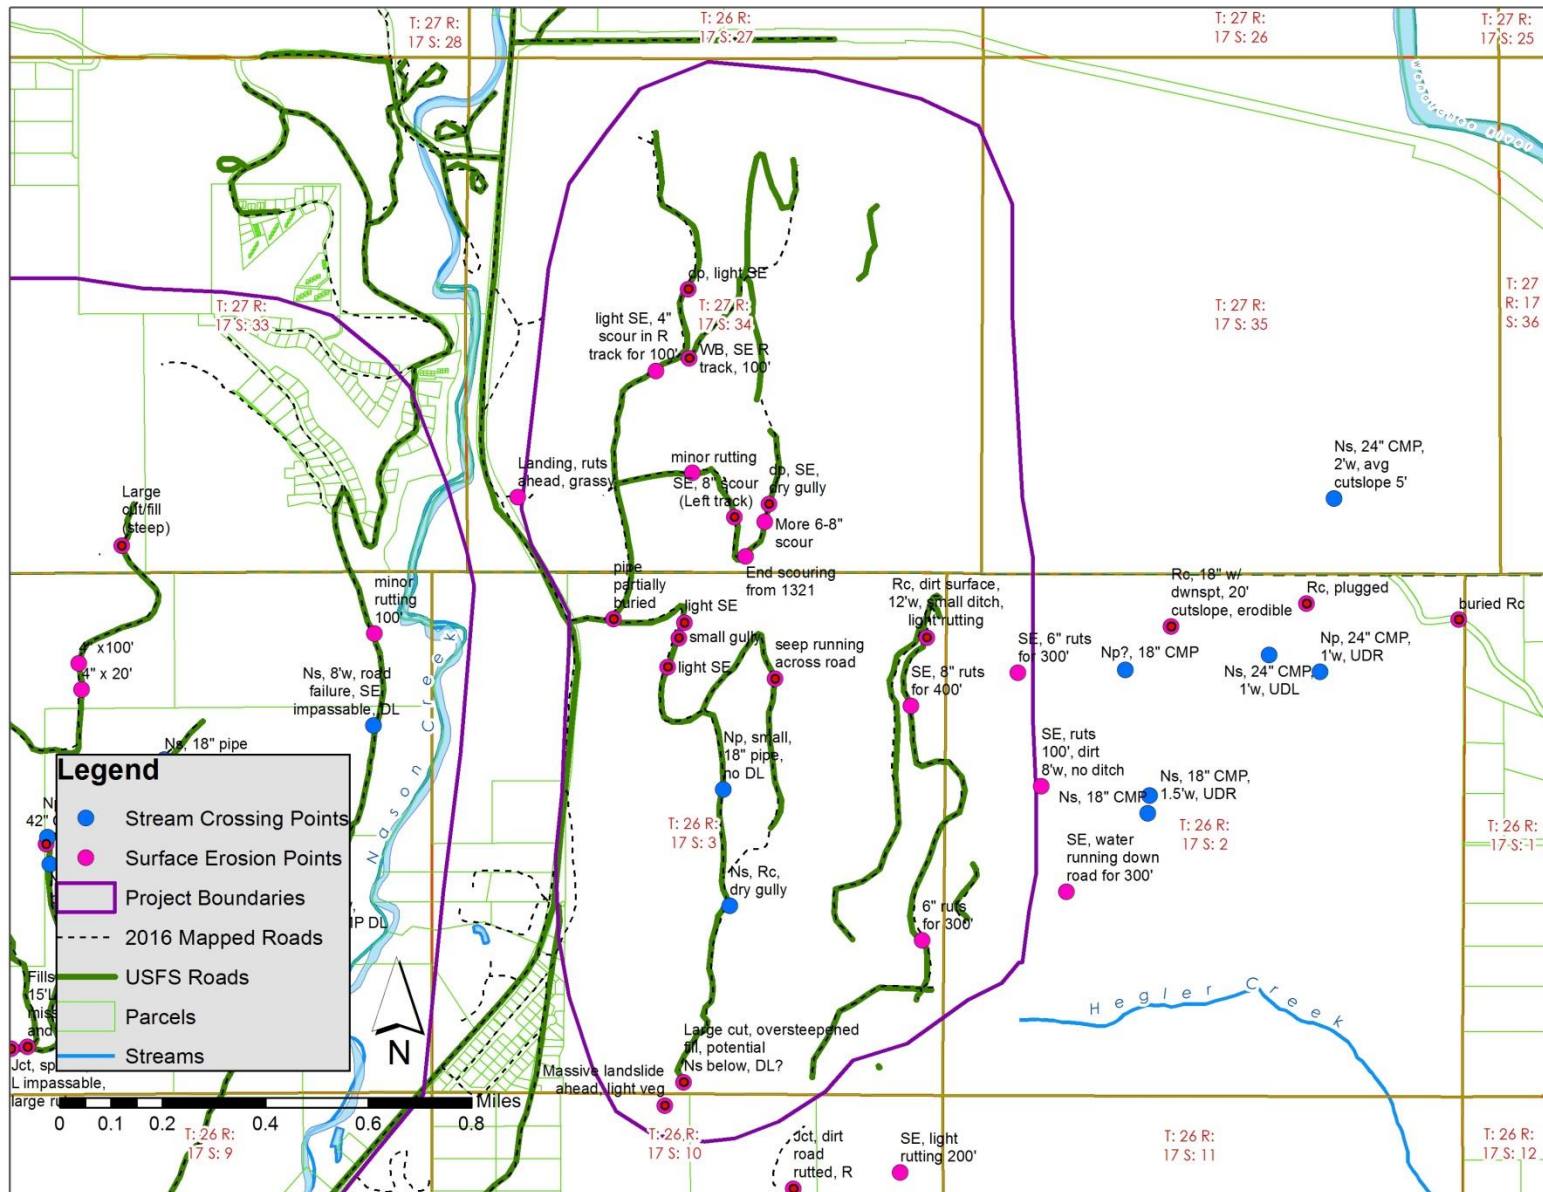 T: 27 R:
17 S: 28
T: 26 R:
17 S: 27
T: 27 R:
17 S: 26
T: 27 R:
17 S: 25
Wenatchee River
dp, light SE
T: 27 R:
17 S: 33
light SE, 4"
scour in R
track for 100'
T: 27 R:
17 S: 34
WB, SE R
track, 100'
T: 27 R:
17 S: 35
T: 27
R: 17
S: 36
Ns, 24" CMP,
2'w, avg
cutslope 5'
Landing, ruts
ahead, grassy
minor rutting
SE, 8" scour
(Left track)
dp, SE,
dry gully
More 6-8"
scour
End scouring
from 1321
Large
cut/fill
(steep)
minor
rutting
100'
pipe
partially
buried
light SE
small gully
light SE
seep running
across road
Rc, dirt surface,
12'w, small ditch,
light rutting
Rc, 18" w/
dwnspt, 20'
cutslope, erodible
Rc, plugged
buried Rc
x100'
4" x 20'
Ns, 8'w, road
failure, SE,
impassable, DL
SE, 8" ruts
for 400'
SE, 6" ruts
for 300'
Np?, 18" CMP
Ns, 24" CMP,
1'w, UDL
Np, 24" CMP,
1'w, UDR
Ns, 18" pipe
Nason Creek
Np, small,
18" pipe,
no DL
SE, ruts
100', dirt
8'w, no ditch
Ns, 18" CMP,
1.5'w, UDR
Ns, 18" CMP
T: 26 R:
17 S: 3
T: 26 R:
17 S: 2
T: 26 R:
17 S: 1
SE, water
running down
road for 300'
Ns, Rc,
dry gully
6" ruts
for 300'
Np
42"
DL
Fills
15'L
miss
and
Jct,
L impassable,
large
Legend
Stream Crossing Points
Surface Erosion Points
Project Boundaries
2016 Mapped Roads
USFS Roads
Parcels
Streams
N
Hegler Creek
Large cut, oversteepened
fill, potential
Ns below, DL?
Massive landslide
ahead, light veg
Miles
0 0.1 0.2 0.4 0.6 0.8
T: 26 R:
17 S: 9
T: 26 R:
17 S: 10
Jct, dirt
road
rutted, R
SE, light
rutting 200'
T: 26 R:
17 S: 11
T: 26 R:
17 S: 12